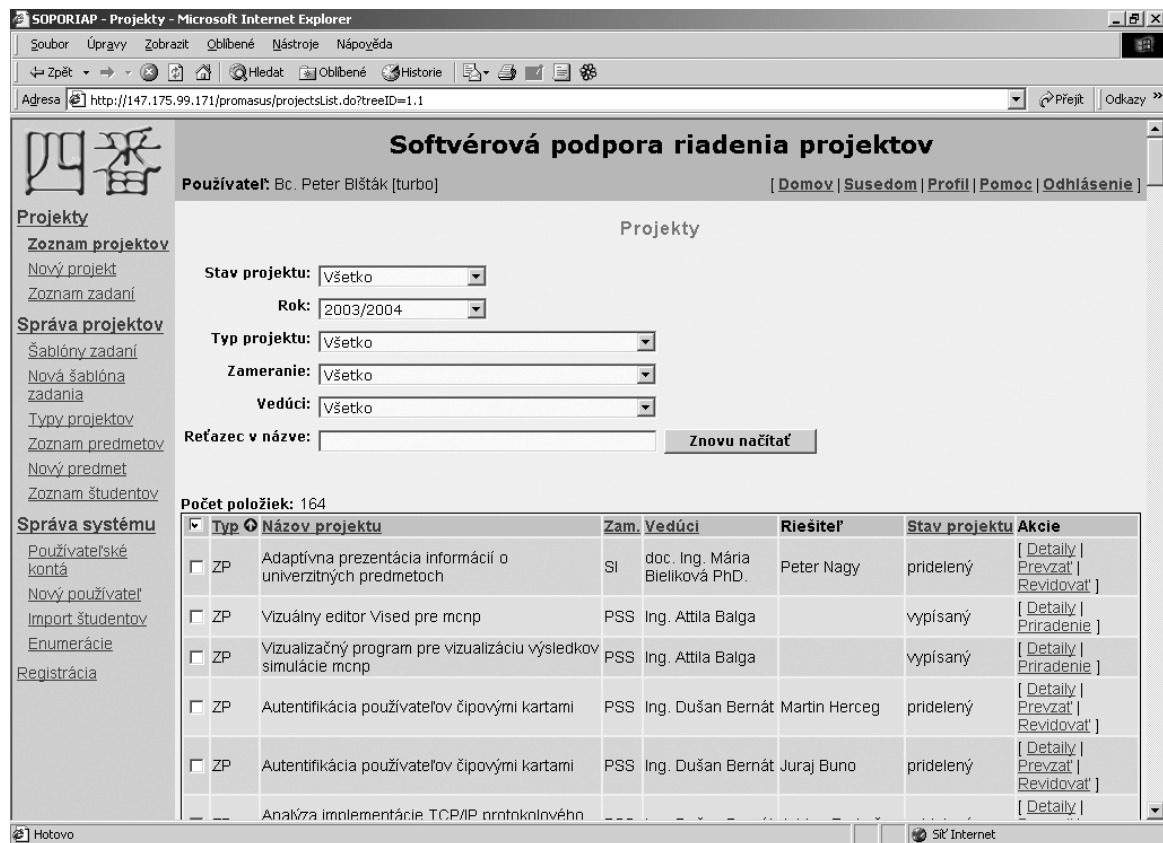 SOPORIAP - Projekty - Microsoft Internet Explorer
Soubor Úpravy Zobrazit Oblíbené Nástroje Nápověda
Zpět Hledat Oblíbené Historie
Adresa http://147.175.99.171/promasus/projectsList.do?treeID=1.1 Přejít Odkazy »
四番
Softvérová podpora riadenia projektov
Používateľ: Bc. Peter Blšták [turbo] [ Domov | Susedom | Profil | Pomoc | Odhlásenie ]
Projekty
Zoznam projektov
Nový projekt
Zoznam zadaní
Správa projektov
Šablóny zadaní
Nová šablóna
zadania
Typy projektov
Zoznam predmetov
Nový predmet
Zoznam študentov
Správa systému
Používateľské
kontá
Nový používateľ
Import študentov
Enumerácie
Registrácia
Projekty
Stav projektu: Všetko
Rok: 2003/2004
Typ projektu: Všetko
Zameranie: Všetko
Vedúci: Všetko
Reťazec v názve: Znovu načítať
Počet položiek: 164
Typ Názov projektu Zam. Vedúci Riešiteľ Stav projektu Akcie
ZP Adaptívna prezentácia informácií o
univerzitných predmetoch SI doc. Ing. Mária
Bieliková PhD. Peter Nagy pridelený [ Detaily |
Prevzať |
Revidovať ]
ZP Vizuálny editor Vised pre mcnp PSS Ing. Attila Balga vypísaný [ Detaily |
Priradenie ]
ZP Vizualizačný program pre vizualizáciu výsledkov
simulácie mcnp PSS Ing. Attila Balga vypísaný [ Detaily |
Priradenie ]
ZP Autentifikácia používateľov čipovými kartami PSS Ing. Dušan Bernát Martin Herceg pridelený [ Detaily |
Prevzať |
Revidovať ]
ZP Autentifikácia používateľov čipovými kartami PSS Ing. Dušan Bernát Juraj Buno pridelený [ Detaily |
Prevzať |
Revidovať ]
Analýza implementácie TCP/IP protokolového [ Detaily |
Hotovo Síť Internet